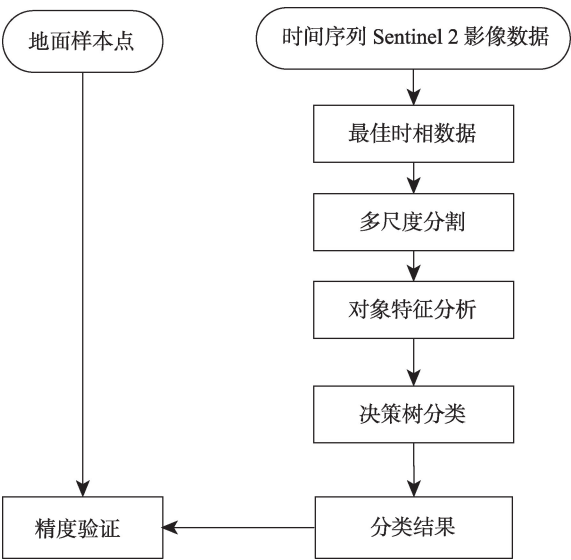 地面样本点
时间序列 Sentinel 2 影像数据
最佳时相数据
多尺度分割
对象特征分析
决策树分类
精度验证
分类结果